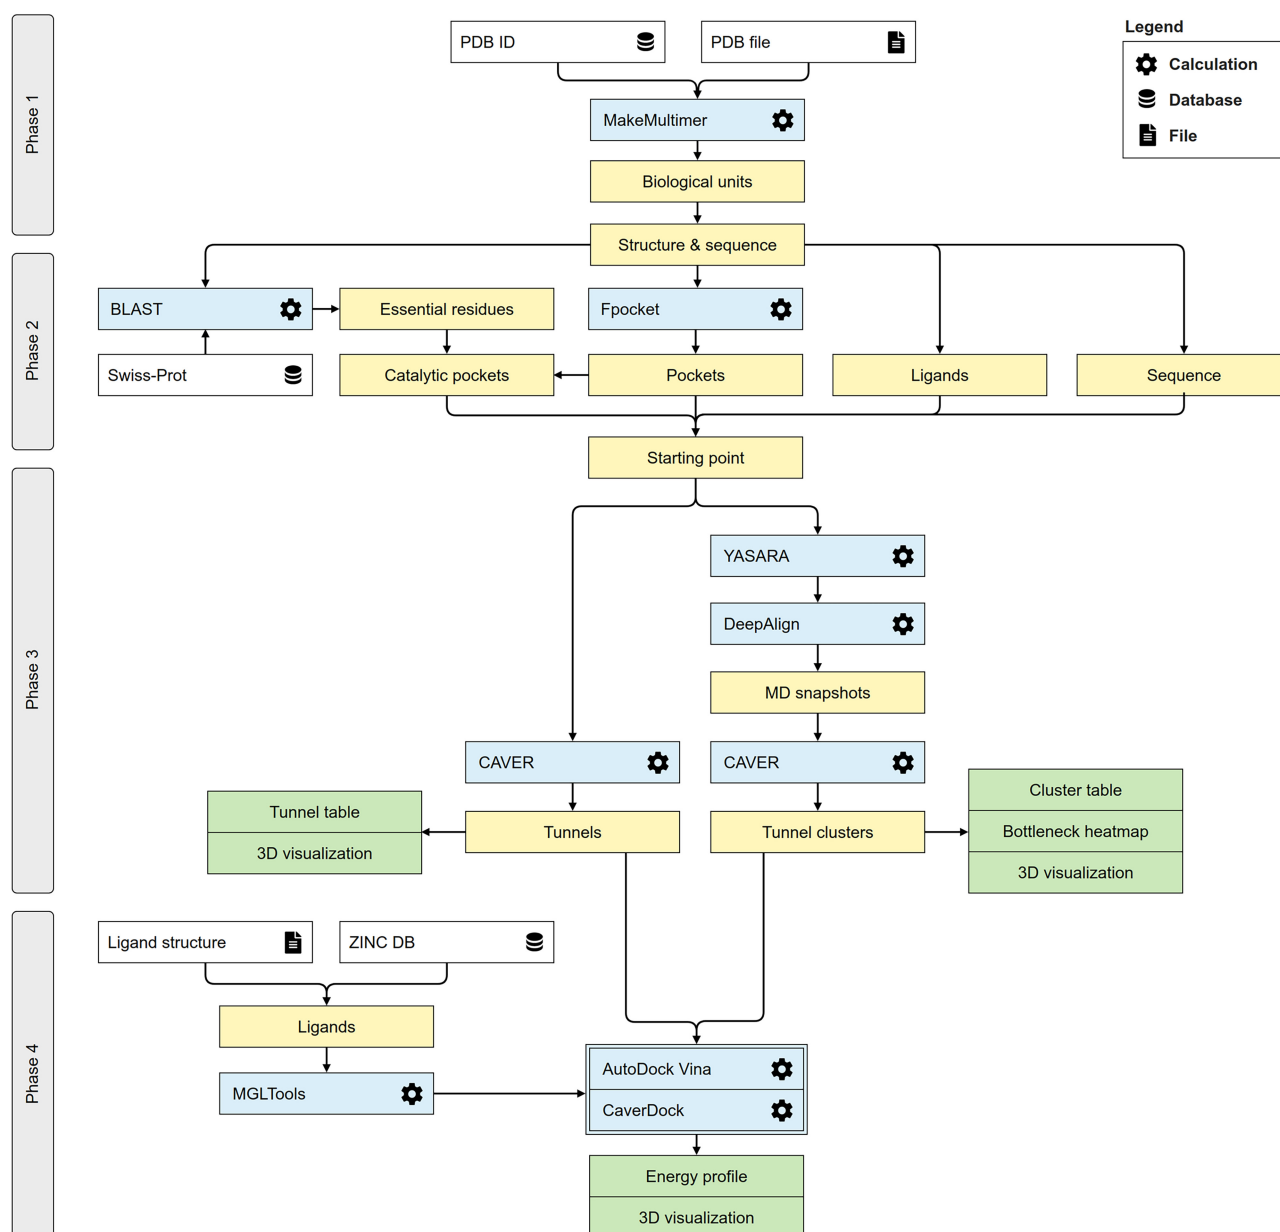 Phase 1
PDB ID
PDB file
Legend
Calculation
Database
File
MakeMultimer
Biological units
Structure & sequence
Phase 2
BLAST
Essential residues
Fpocket
Swiss-Prot
Catalytic pockets
Pockets
Ligands
Sequence
Starting point
Phase 3
YASARA
DeepAlign
MD snapshots
CAVER
CAVER
Tunnel table
3D visualization
Tunnels
Tunnel clusters
Cluster table
Bottleneck heatmap
3D visualization
Phase 4
Ligand structure
ZINC DB
Ligands
MGLTools
AutoDock Vina
CaverDock
Energy profile
3D visualization